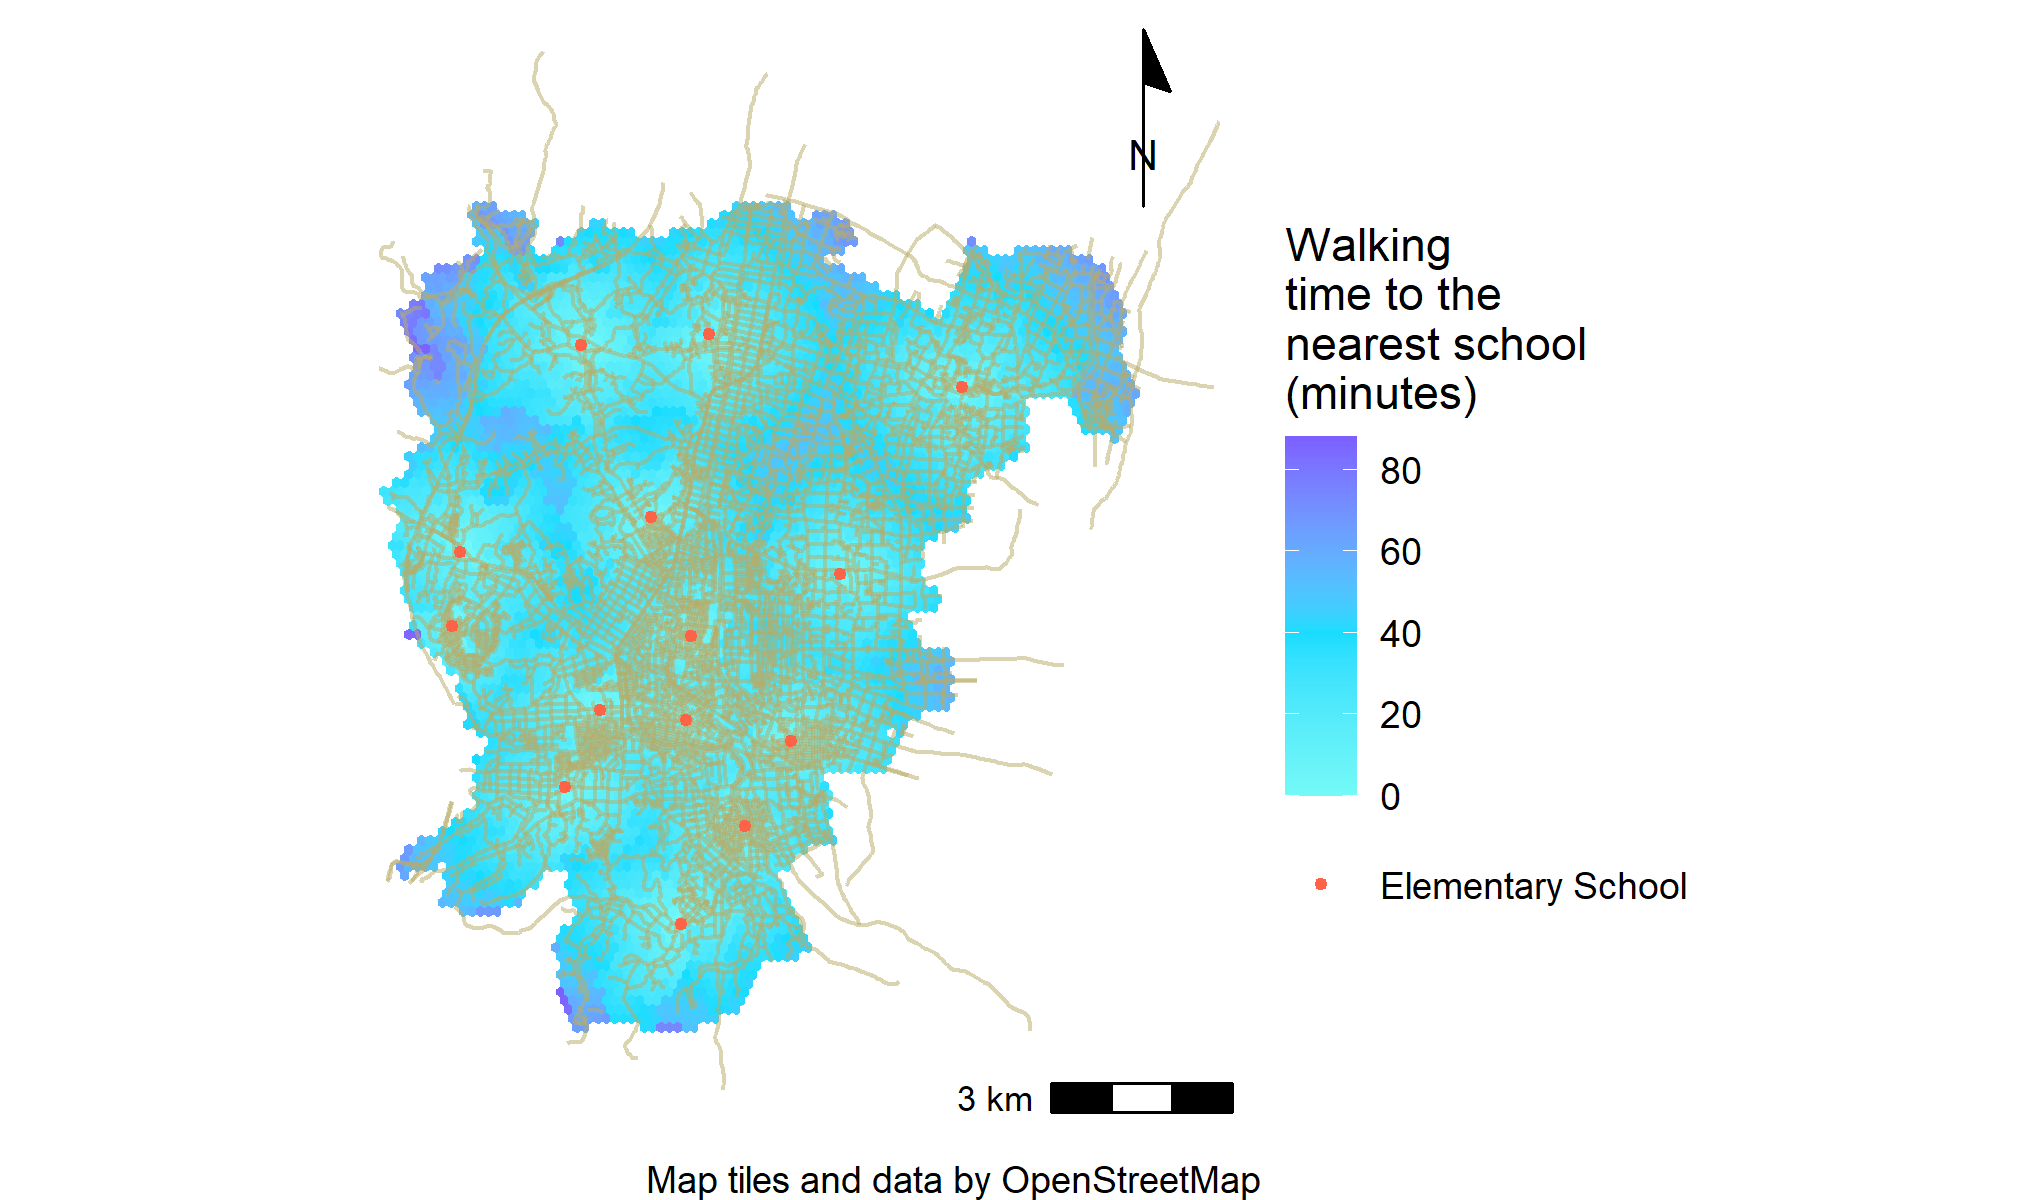 N
Walking
time to the
nearest school
(minutes)
80
60
40
20
0
Elementary School
3 km
Map tiles and data by OpenStreetMap